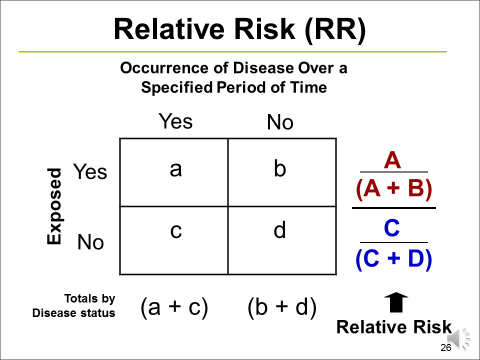 Relative Risk (RR)
Occurrence of Disease Over a
Specified Period of Time
Yes
No
Exposed
Yes
a
b
A
(A + B)
No
c
d
C
(C + D)
Totals by
Disease status
(a + c)
(b + d)
Relative Risk
26